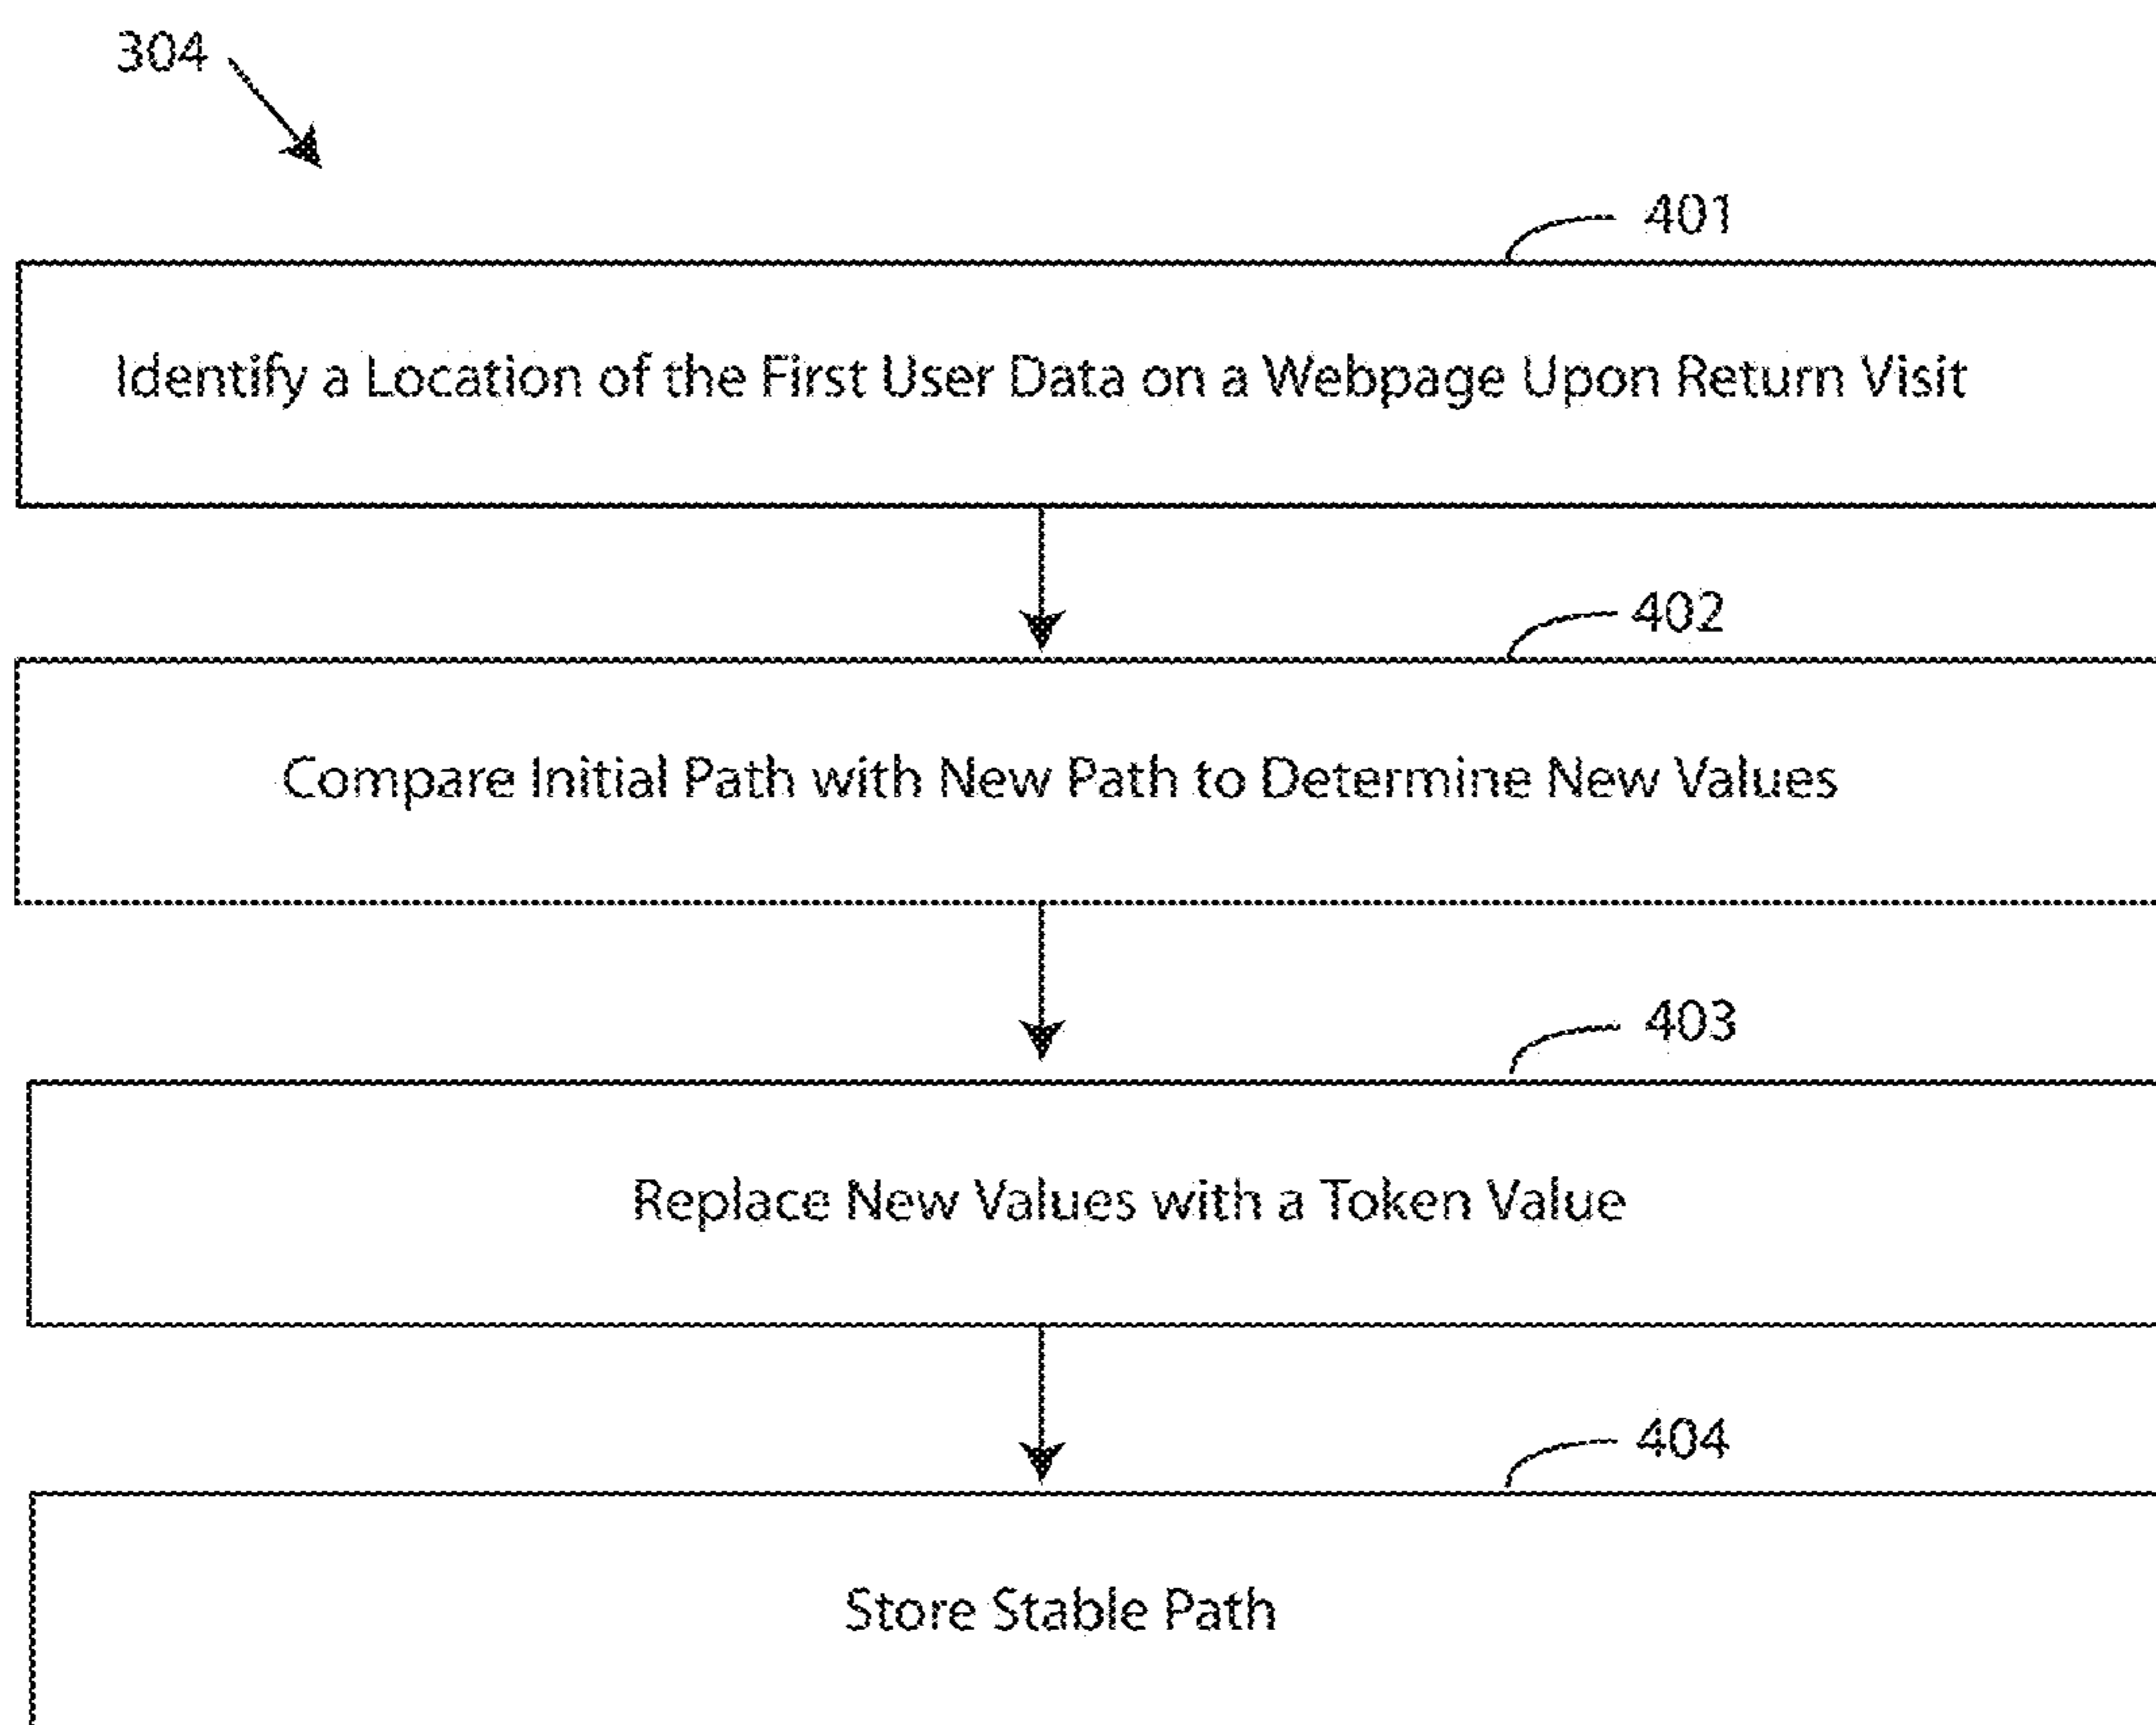 304
401
Identify a Location of the First User Data on a Webpage Upon Return Visit
402
Compare Initial Path with New Path to Determine New Values
403
Replace New Values with a Token Value
404
Store Stable Path